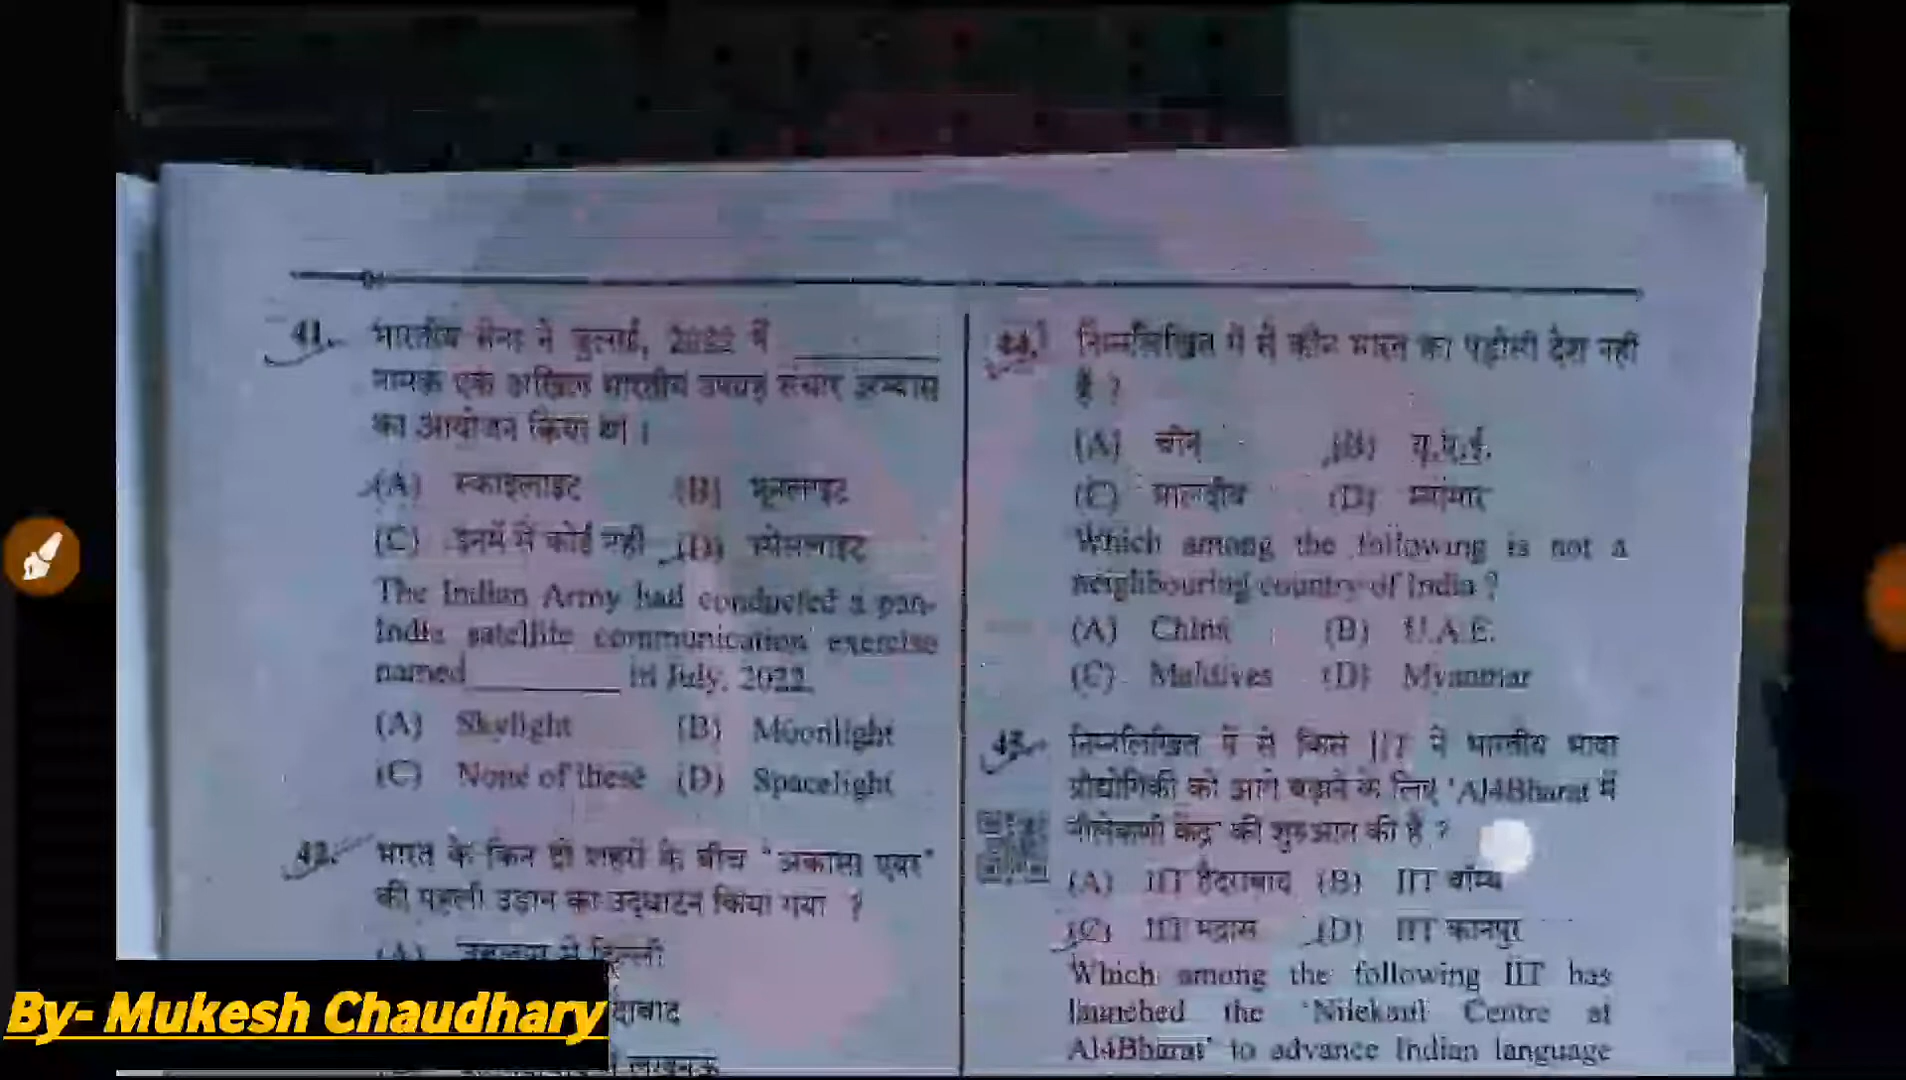 41. भारतीय सेना ने जुलाई, 2022 में ________
नामक एक अखिल भारतीय उपग्रह संचार अभ्यास
का आयोजन किया था ।
(A) स्काइलाइट (B) मूनलाइट
(C) इनमें से कोई नहीं (D) स्पेसलाइट
The Indian Army had conducted a pan-
India satellite communication exercise
named ________ in July, 2022.
(A) Skylight (B) Moonlight
(C) None of these (D) Spacelight
42. भारत के किन दो शहरों के बीच "अकासा एयर"
की पहली उड़ान का उद्घाटन किया गया ?
(A) से दिल्ली
लखनऊ
44. निम्नलिखित में से कौन भारत का पड़ोसी देश नहीं
है ?
(A) चीन (B) यू.ए.ई.
(C) मालदीव (D) म्यांमार
Which among the following is not a
neighbouring country of India ?
(A) China (B) U.A.E.
(C) Maldives (D) Myanmar
45. निम्नलिखित में से किस IIT ने भारतीय भाषा
प्रौद्योगिकी को आगे बढ़ाने के लिए 'AI4Bharat में
नीलेकणी केंद्र' की शुरुआत की है ?
(A) IIT हैदराबाद (B) IIT बॉम्बे
(C) IIT मद्रास (D) IIT कानपुर
Which among the following IIT has
launched the 'Nilekani Centre at
AI4Bharat' to advance Indian language
By- Mukesh Chaudhary